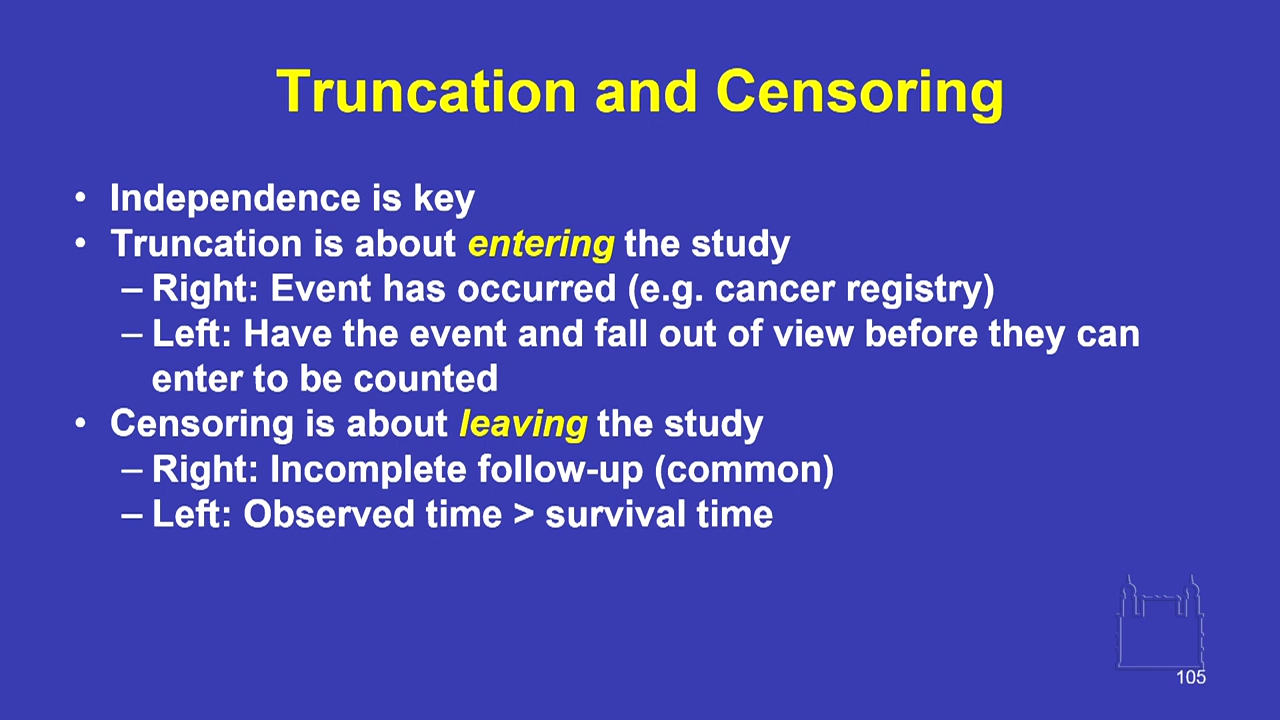 Truncation and Censoring
• Independence is key
• Truncation is about entering the study
– Right: Event has occurred (e.g. cancer registry)
– Left: Have the event and fall out of view before they can
enter to be counted
• Censoring is about leaving the study
– Right: Incomplete follow-up (common)
– Left: Observed time > survival time
105